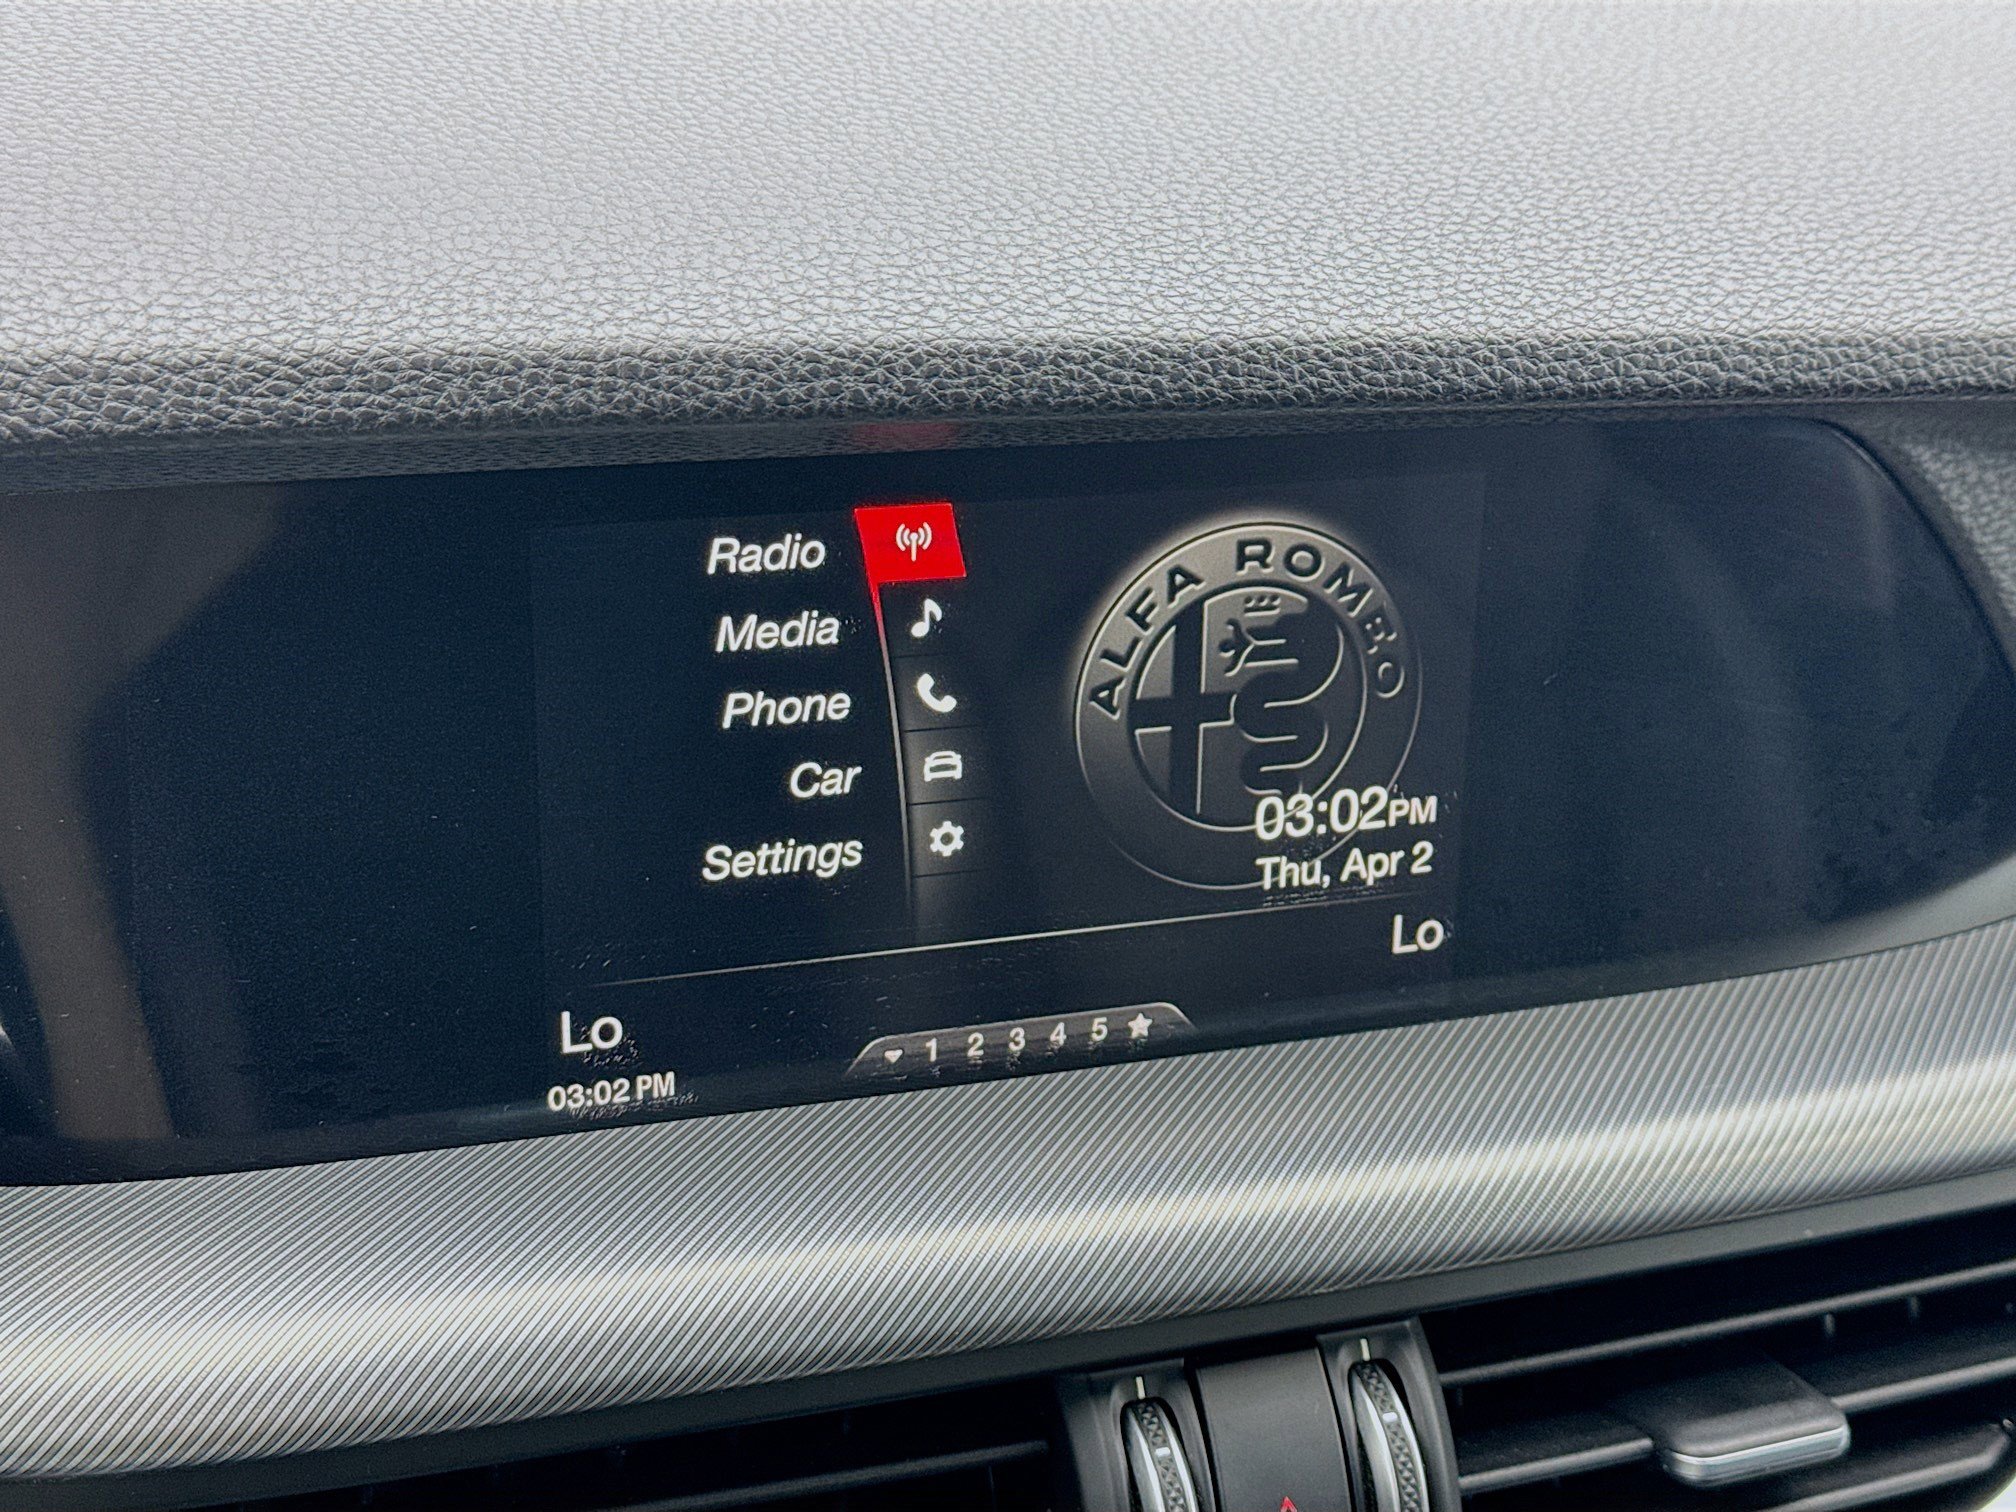 Radio
Media
Phone
Car
Settings
ALFA ROMEO
03:02PM
Thu, Apr 2
Lo
Lo
1 2 3 4 5
03:02 PM